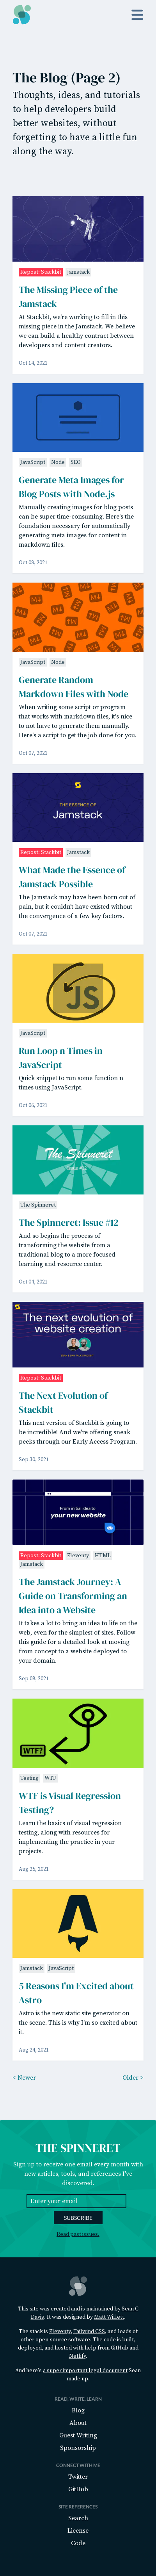 The Blog (Page 2)
Thoughts, ideas, and tutorials
to help developers build
better websites, without
forgetting to have a little fun
along the way.
Repost: Stackbit Jamstack
The Missing Piece of the
Jamstack
At Stackbit, we're working to fill in this
missing piece in the Jamstack. We believe
we can build a healthy contract between
developers and content creators.
Oct 14, 2021
JavaScript Node SEO
Generate Meta Images for
Blog Posts with Node.js
Manually creating images for blog posts
can be super time-consuming. Here's the
foundation necessary for automatically
generating meta images for content in
markdown files.
Oct 08, 2021
JavaScript Node
Generate Random
Markdown Files with Node
When writing some script or program
that works with markdown files, it's nice
to not have to generate them manually.
Here's a script to get the job done for you.
Oct 07, 2021
THE ESSENCE OF
Jamstack
Repost: Stackbit Jamstack
What Made the Essence of
Jamstack Possible
The Jamstack may have been born out of
pain, but it couldn't have existed without
the convergence of a few key factors.
Oct 07, 2021
JS
JavaScript
Run Loop n Times in
JavaScript
Quick snippet to run some function n
times using JavaScript.
Oct 06, 2021
The Spinneret
The Spinneret
The Spinneret: Issue #12
And so begins the process of
transforming the website from a
traditional blog to a more focused
learning and resource center.
Oct 04, 2021
The next evolution of
website creation
Repost: Stackbit
The Next Evolution of
Stackbit
This next version of Stackbit is going to
be incredible! And we're offering sneak
peeks through our Early Access Program.
Sep 30, 2021
From initial idea to
your new website
Repost: Stackbit Eleventy HTML
Jamstack
The Jamstack Journey: A
Guide on Transforming an
Idea into a Website
It takes a lot to bring an idea to life on the
web, even for the simplest of sites. Follow
this guide for a detailed look at moving
from concept to a website deployed to
your domain.
Sep 08, 2021
WTF?
Testing WTF
WTF is Visual Regression
Testing?
Learn the basics of visual regression
testing, along with resources for
implementing the practice in your
projects.
Aug 25, 2021
Jamstack JavaScript
5 Reasons I'm Excited about
Astro
Astro is the new static site generator on
the scene. This is why I'm so excited about
it.
Aug 24, 2021
< Newer Older >
THE SPINNERET
Sign up to receive one email every month with
new articles, tools, and references I've
discovered.
Enter your email
SUBSCRIBE
Read past issues.
This site was created and is maintained by Sean C
Davis. It was designed by Matt Willett.
The stack is Eleventy, Tailwind CSS, and loads of
other open-source software. The code is built,
deployed, and hosted with help from GitHub and
Netlify.
And here's a super important legal document Sean
made up.
READ, WRITE, LEARN
Blog
About
Guest Writing
Sponsorship
CONNECT WITH ME
Twitter
GitHub
SITE REFERENCES
Search
License
Code